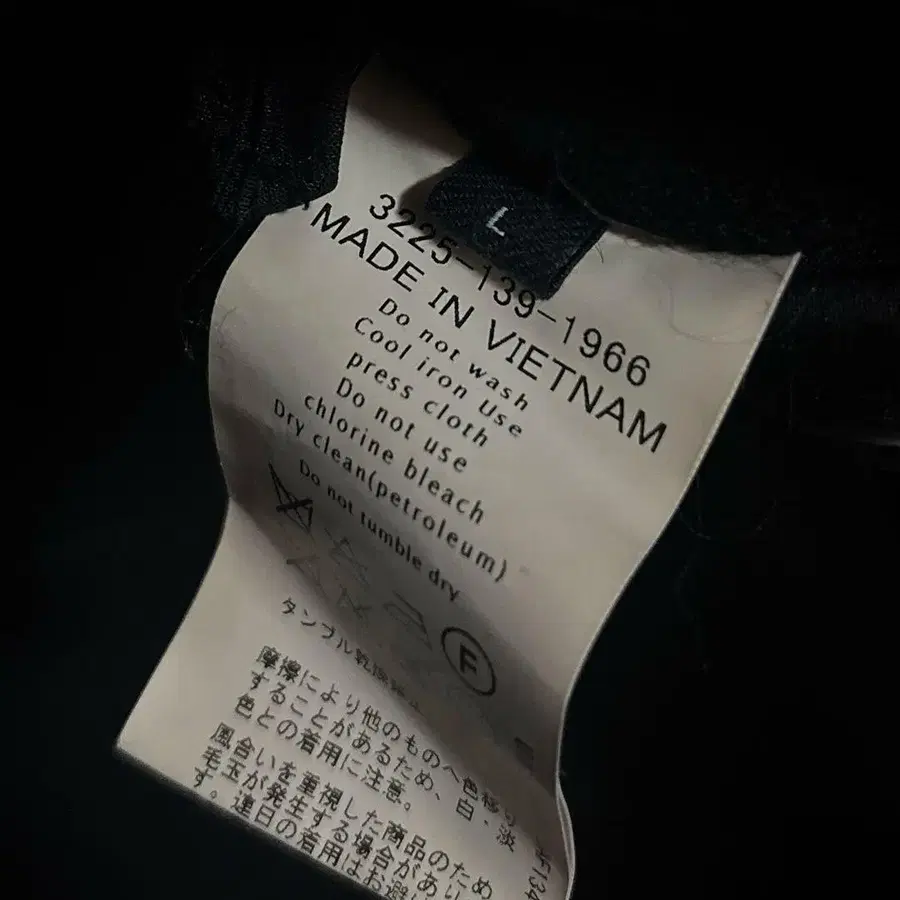 L
3225-139-1966
MADE IN VIETNAM
Do not wash
Cool iron Use
press cloth
Do not use
chlorine bleach
Dry clean(petroleum)
Do not tumble dry
F
タンブル乾燥
摩擦により他のものへ色移り
することがあるため、白、淡
色との着用に注意。
風合いを重視した商品のため
毛玉が発生する場合があい
す。連日の着用はお避